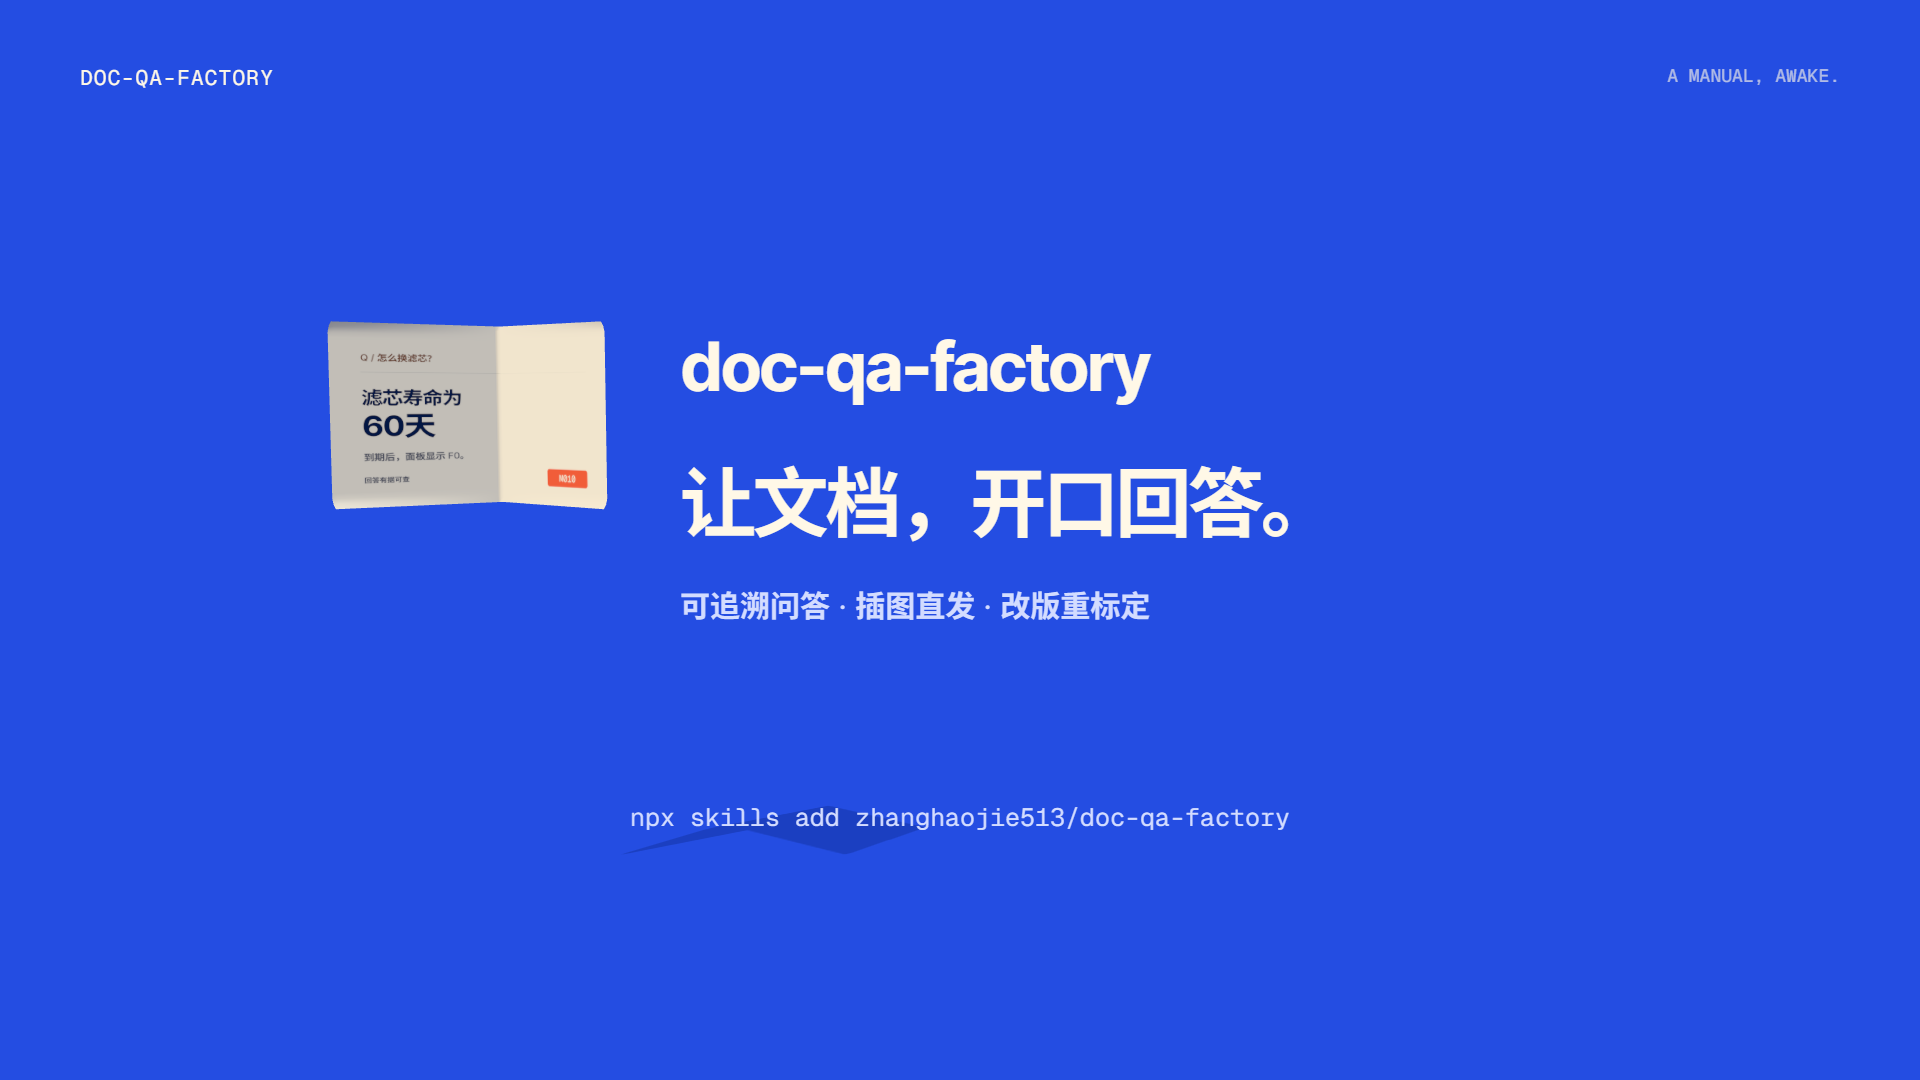 DOC-QA-FACTORY
A MANUAL, AWAKE.
Q / 怎么换滤芯?
滤芯寿命为
60天
到期后，面板显示 F0。
回答有据可查
M010
doc-qa-factory
让文档，开口回答。
可追溯问答 · 插图直发 · 改版重标定
npx skills add zhanghaojie513/doc-qa-factory